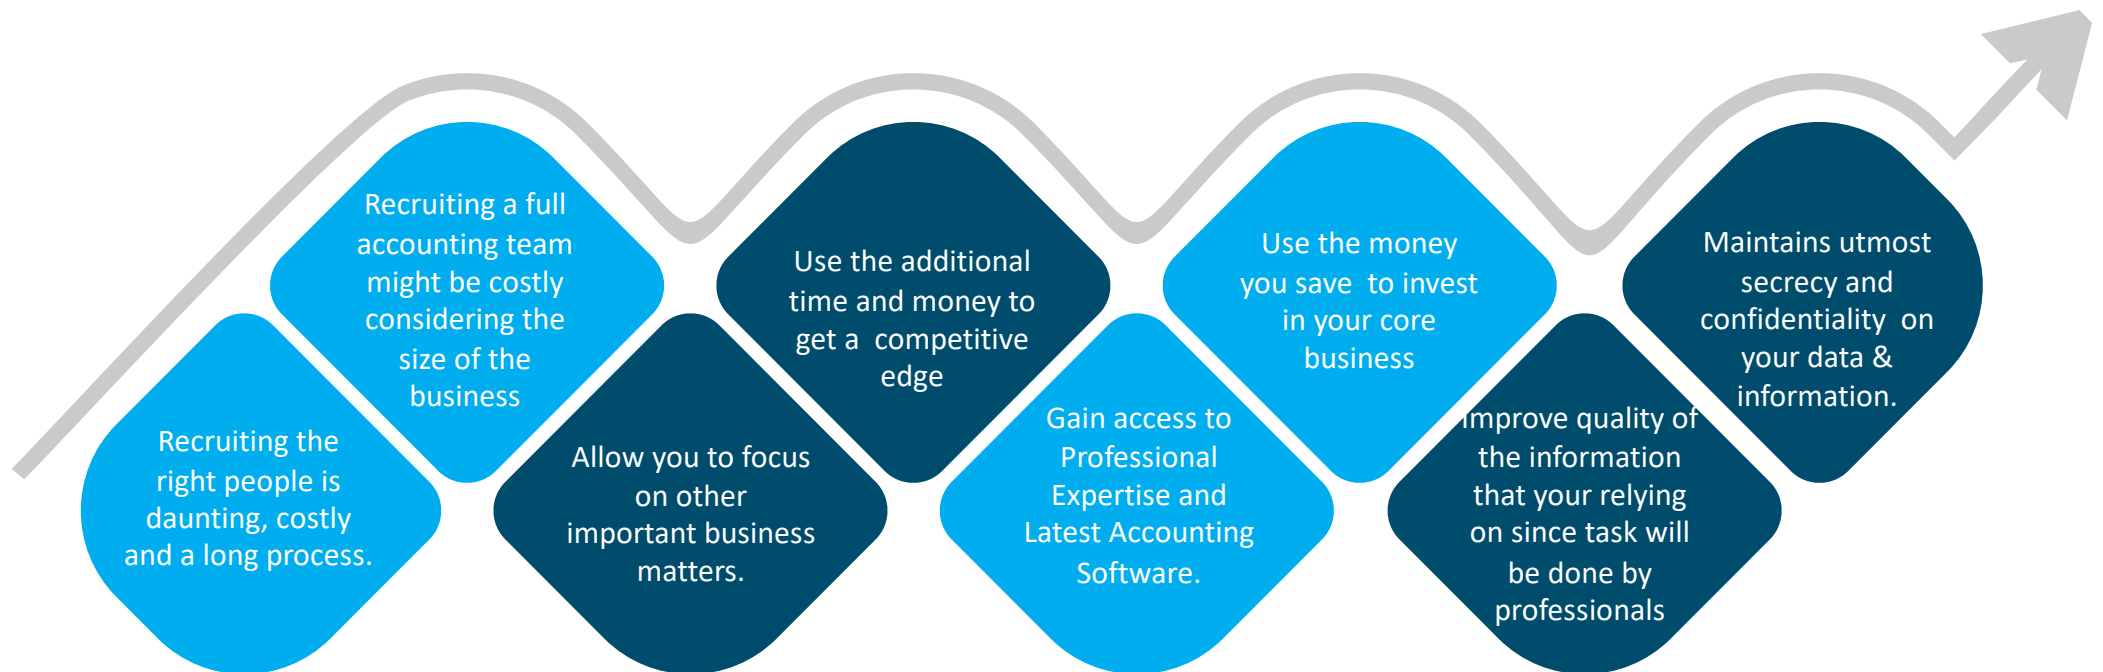 Recruiting the
right people is
daunting, costly
and a long process.
Recruiting a full
accounting team
might be costly
considering the
size of the
business
Allow you to focus
on other
important business
matters.
Use the additional
time and money to
get a competitive
edge
Gain access to
Professional
Expertise and
Latest Accounting
Software.
Use the money
you save to invest
in your core
business
Improve quality of
the information
that your relying
on since task will
be done by
professionals
Maintains utmost
secrecy and
confidentiality on
your data &
information.